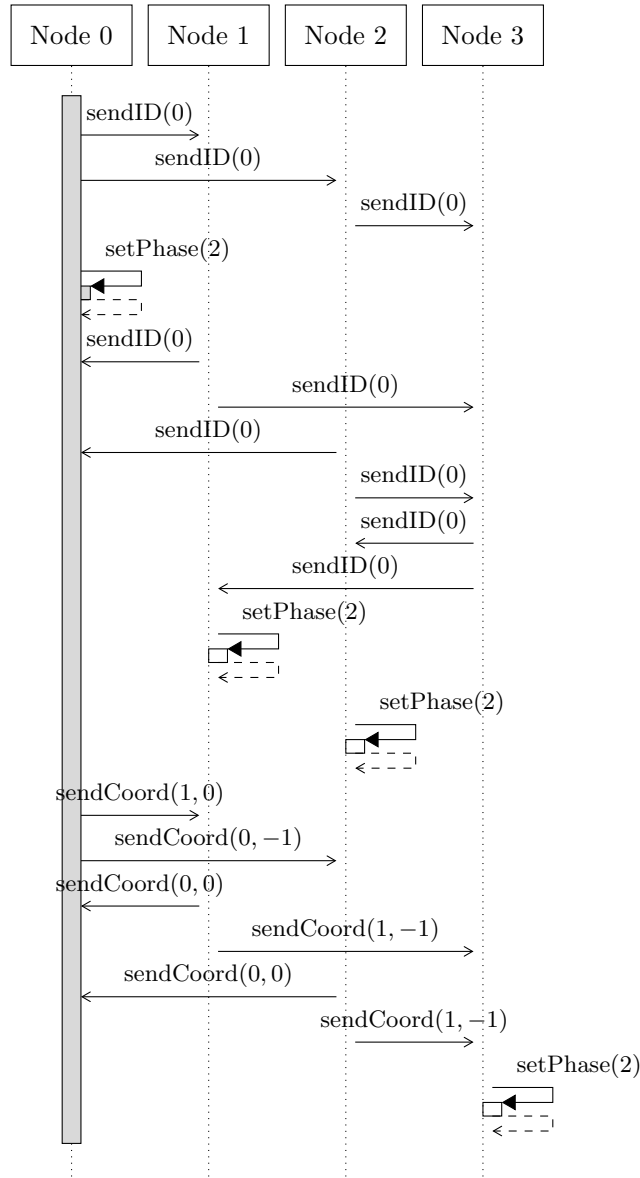 Node 0 Node 1 Node 2 Node 3
sendID(0)
sendID(0)
sendID(0)
setPhase(2)
sendID(0)
sendID(0)
sendID(0)
sendID(0)
sendID(0)
sendID(0)
setPhase(2)
setPhase(2)
sendCoord(1, 0)
sendCoord(0, −1)
sendCoord(0, 0)
sendCoord(1, −1)
sendCoord(0, 0)
sendCoord(1, −1)
setPhase(2)